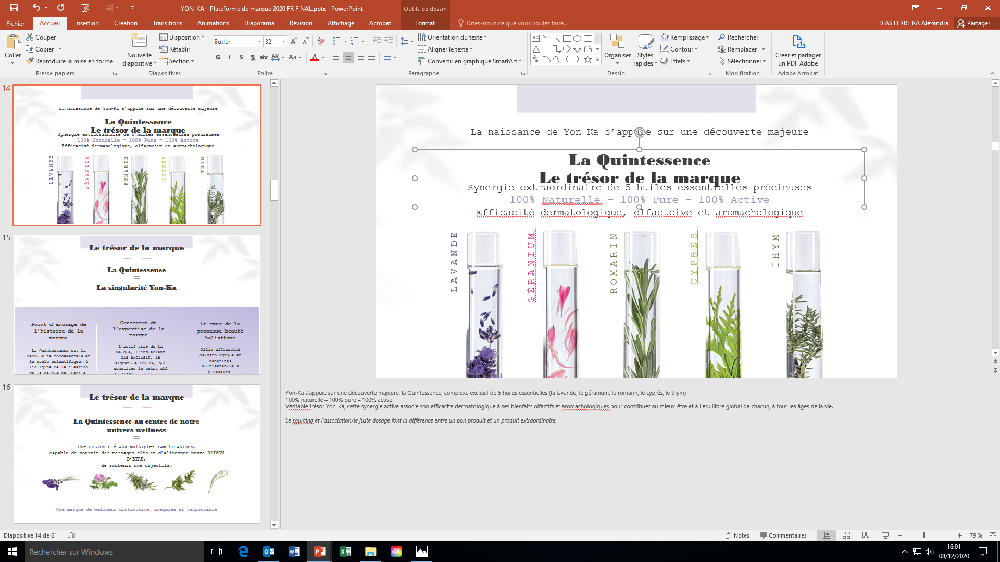 YON-KA - Plateforme de marque 2020 FR FINAL.pptx - PowerPoint
Outils de dessin
Fichier
Accueil
Insertion
Création
Transitions
Animations
Diaporama
Révision
Affichage
Acrobat
Format
Dites-nous ce que vous voulez faire..
DIAS FERREIRA Alexandra
Partager
Coller
Couper
Copier
Reproduire la mise en forme
Presse-papiers
Nouvelle
diapositive
Disposition
Rétablir
Section
Diapositives
Butler
32
G I S S abc AV Aa A
Police
Orientation du texte
Aligner le texte
Convertir en graphique SmartArt
Paragraphe
Organiser
Styles
rapides
Remplissage
Contour
Effets
Dessin
Rechercher
Remplacer
Sélectionner
Modification
Créer et partager
un PDF Adobe
Adobe Acrobat
14
La naissance de Yon-Ka s’appuie sur une découverte majeure
La Quintessence
Le trésor de la marque
Synergie extraordinaire de 5 huiles essentielles précieuses
100% Naturelle – 100% Pure – 100% Active
Efficacité dermatologique, olfactcive et aromachologique
LAVANDE
GÉRANIUM
ROMARIN
CYPRÈS
THYM
15
Le trésor de la marque
La Quintessence
=
La singularité Yon-Ka
Point d’ancrage de
l’histoire de la
marque
La Quintessence est la
découverte fondamentale et
le socle scientifique, à
l’origine de la création
de la marque par Cécile
Concentré de
l’expertise de la
marque
L’actif star de la
marque, l’ingrédient
clé exclusif, la
signature YON-KA, qui
constitue le point clé
Le cœur de la
promesse beauté
holistique
Allie efficacité
dermatologique et
bénéfices
multisensoriels
puissants.
16
Le trésor de la marque
La Quintessence au centre de notre
univers wellness
=
Une notion clé aux multiples ramifications,
capable de nourrir des messages clés et d’alimenter notre RAISON
D’ETRE,
de soutenir nos objectifs.
Une marque de wellness distinctive, inégalée et responsable
La naissance de Yon-Ka s’appuie sur une découverte majeure
La Quintessence
Le trésor de la marque
Synergie extraordinaire de 5 huiles essentielles précieuses
100% Naturelle – 100% Pure – 100% Active
Efficacité dermatologique, olfactcive et aromachologique
LAVANDE
GÉRANIUM
ROMARIN
CYPRÈS
THYM
Yon-Ka s’appuie sur une découverte majeure, la Quintessence, complexe exclusif de 5 huiles essentielles (la lavande, le géranium, le romarin, le cyprès, le thym)
100% naturelle – 100% pure – 100% active
Véritable trésor Yon-Ka, cette synergie active associe son efficacité dermatologique à ses bienfaits olfactifs et aromachologiques pour contribuer au mieux-être et à l’équilibre global de chacun, à tous les âges de la vie.
Le sourcing et l’association/le juste dosage font la différence entre un bon produit et un produit extraordinaire.
Diapositive 14 de 61
Notes
Commentaires
79 %
Rechercher sur Windows
16:01
08/12/2020